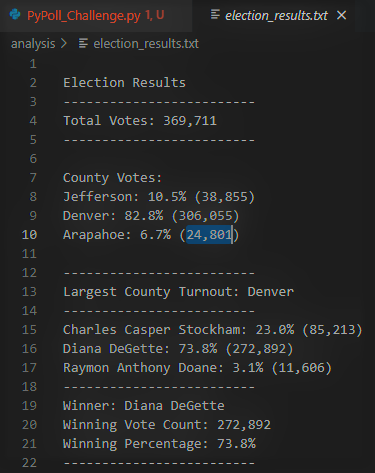 PyPoll_Challenge.py 1, U
election_results.txt
analysis > election_results.txt
1
2 Election Results
3 -------------------------
4 Total Votes: 369,711
5 -------------------------
6
7 County Votes:
8 Jefferson: 10.5% (38,855)
9 Denver: 82.8% (306,055)
10 Arapahoe: 6.7% (24,801)
11
12 -------------------------
13 Largest County Turnout: Denver
14 -------------------------
15 Charles Casper Stockham: 23.0% (85,213)
16 Diana DeGette: 73.8% (272,892)
17 Raymon Anthony Doane: 3.1% (11,606)
18 -------------------------
19 Winner: Diana DeGette
20 Winning Vote Count: 272,892
21 Winning Percentage: 73.8%
22 -------------------------